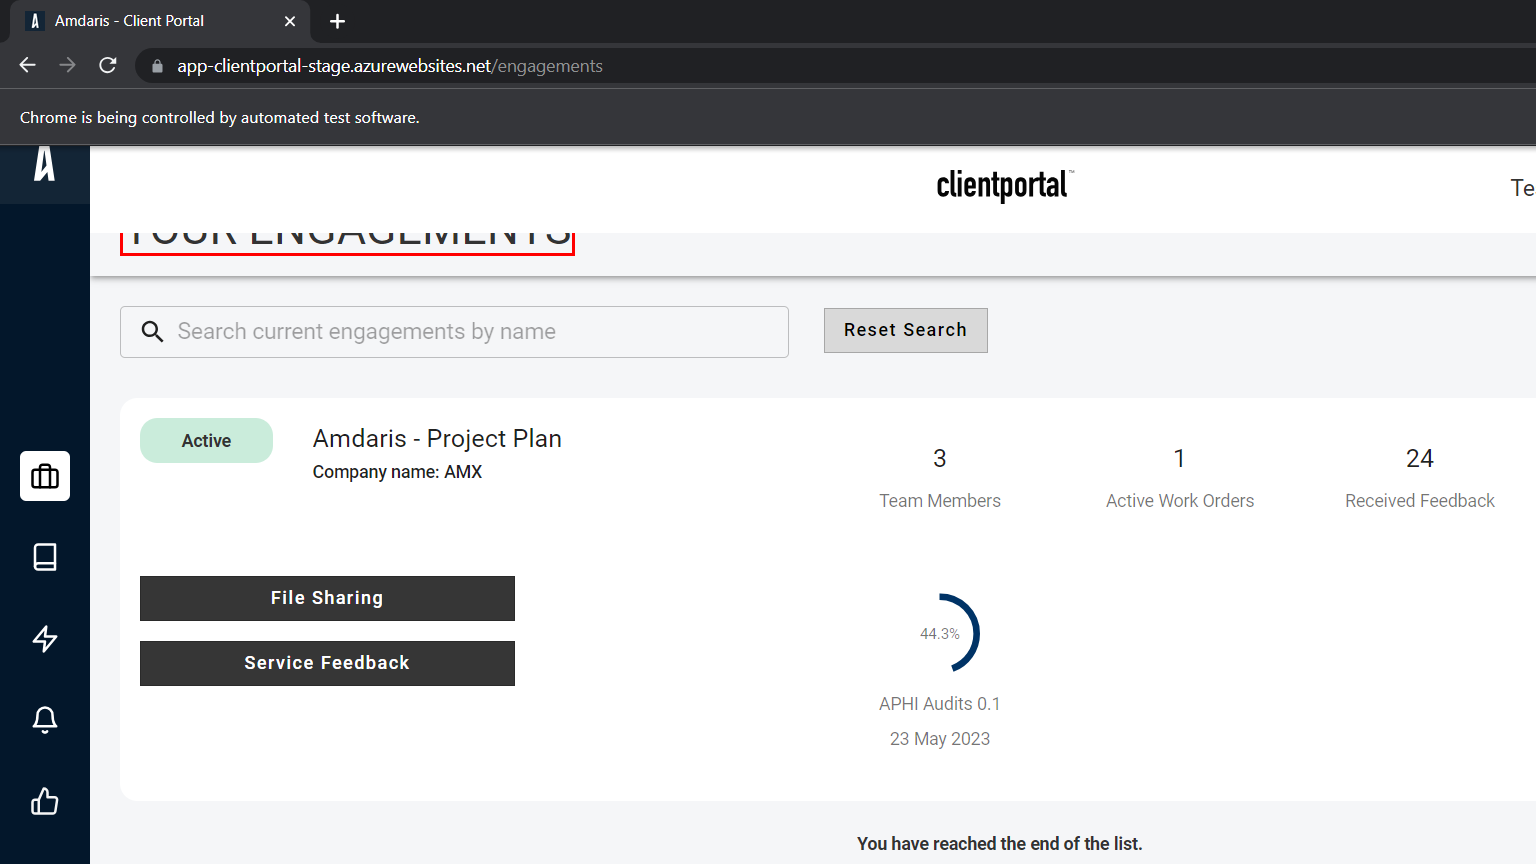 Amdaris - Client Portal
app-clientportal-stage.azurewebsites.net/engagements
Chrome is being controlled by automated test software.
clientportal™
Te
YOUR ENGAGEMENTS
Search current engagements by name
Reset Search
Active
Amdaris - Project Plan
Company name: AMX
3
Team Members
1
Active Work Orders
24
Received Feedback
File Sharing
Service Feedback
44.3%
APHI Audits 0.1
23 May 2023
You have reached the end of the list.